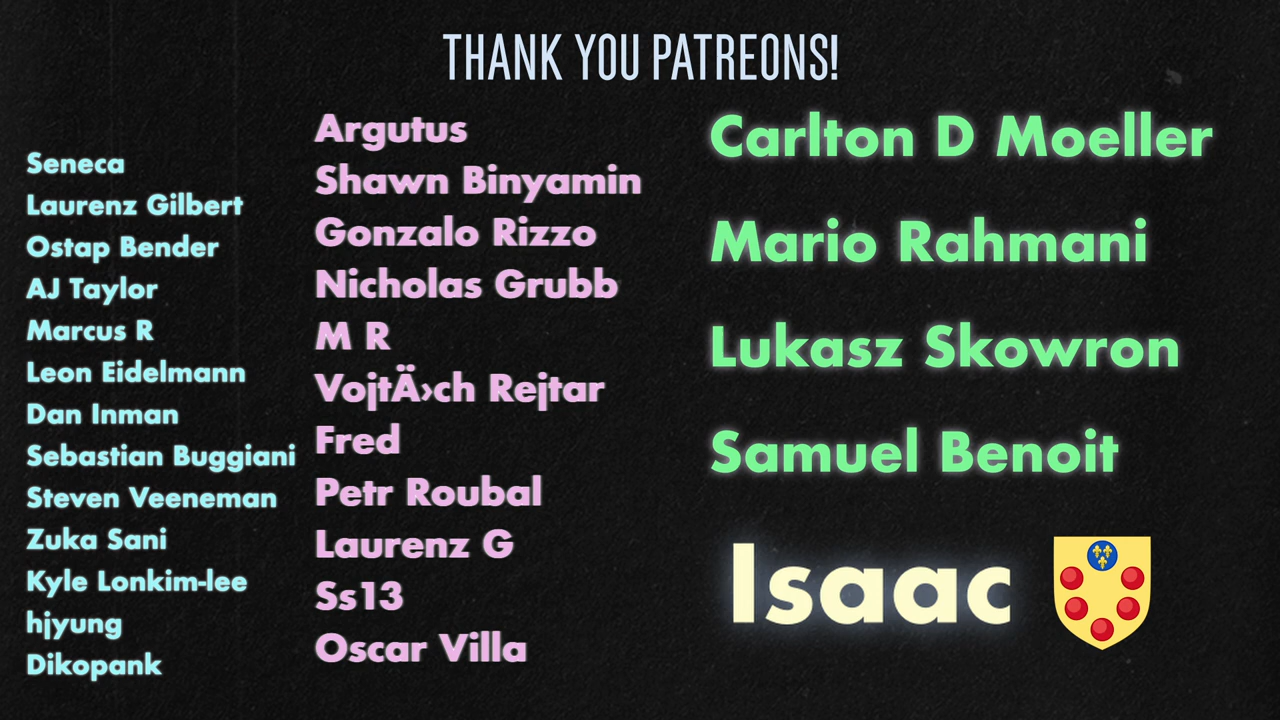 THANK YOU PATREONS!
Seneca
Laurenz Gilbert
Ostap Bender
AJ Taylor
Marcus R
Leon Eidelmann
Dan Inman
Sebastian Buggiani
Steven Veeneman
Zuka Sani
Kyle Lonkim-lee
hjyung
Dikopank
Argutus
Shawn Binyamin
Gonzalo Rizzo
Nicholas Grubb
M R
VojtÄ›ch Rejtar
Fred
Petr Roubal
Laurenz G
Ss13
Oscar Villa
Carlton D Moeller
Mario Rahmani
Lukasz Skowron
Samuel Benoit
Isaac